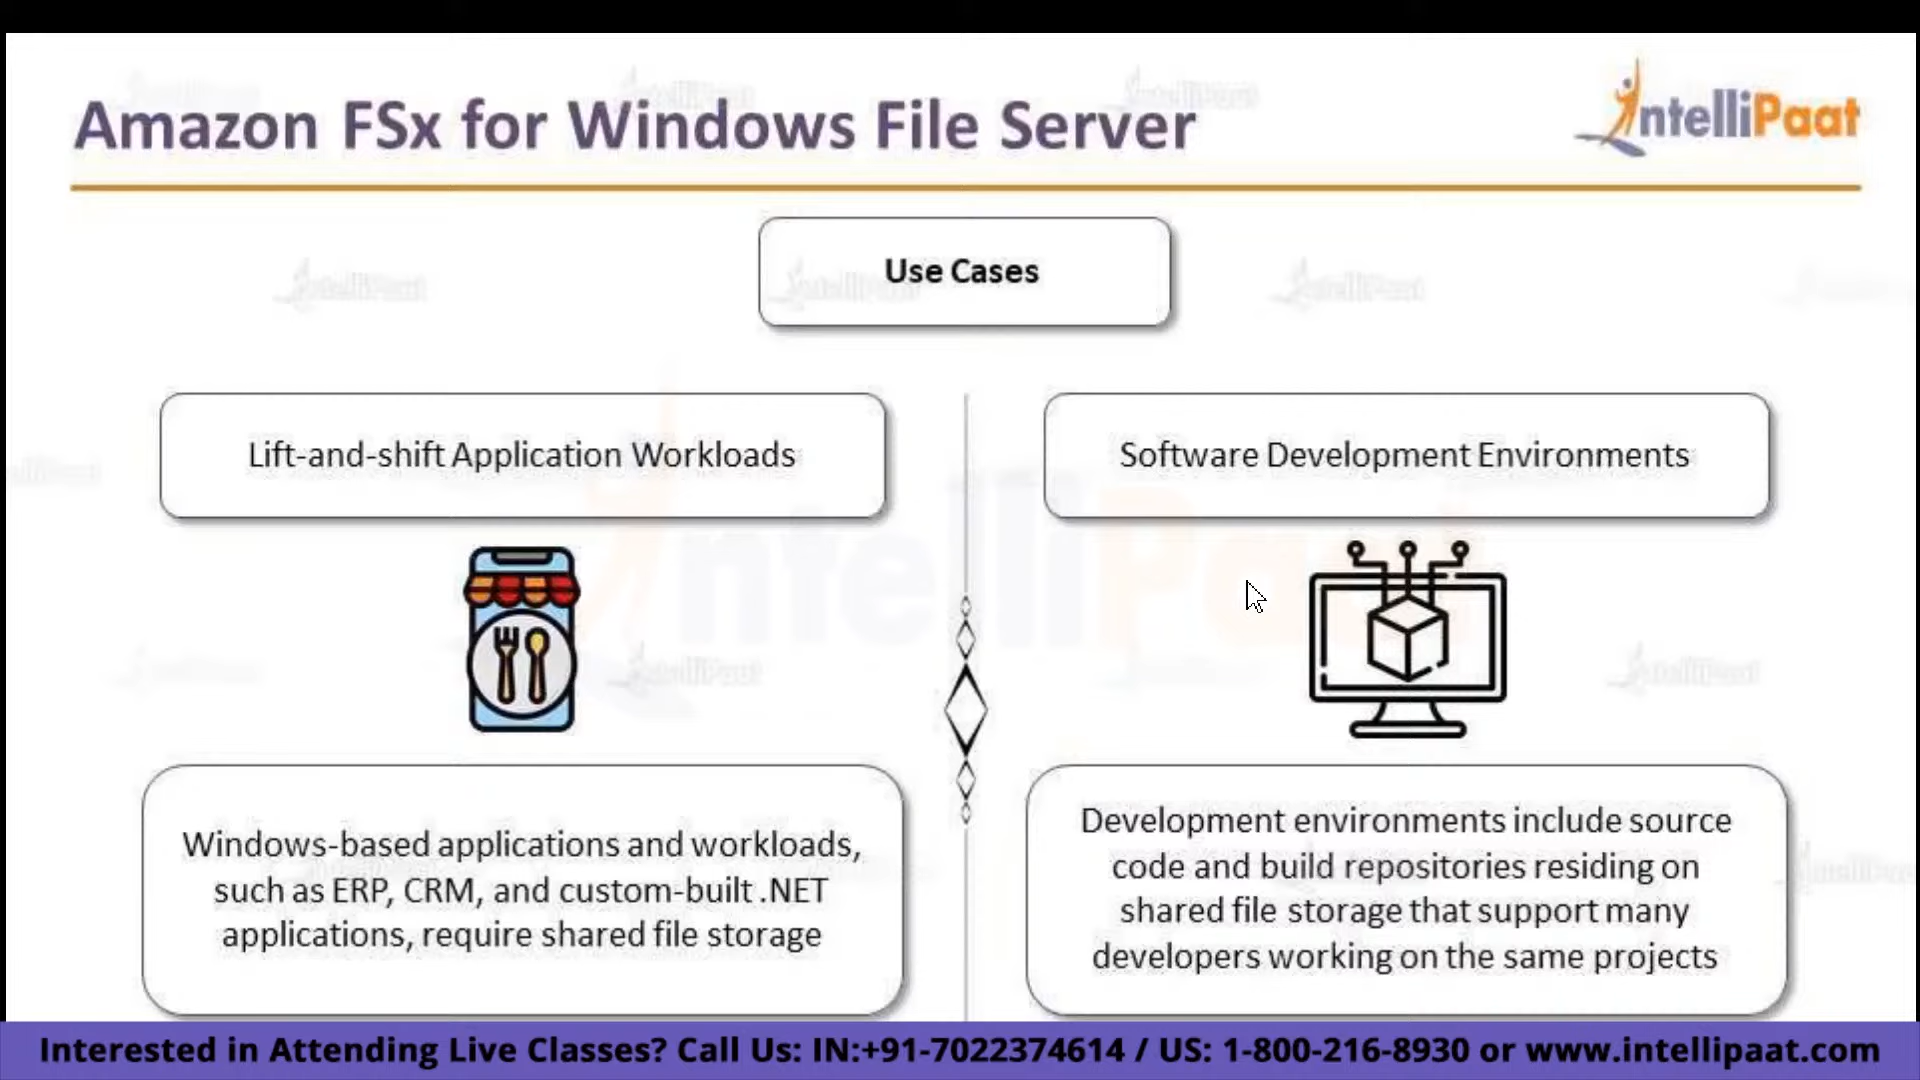 Amazon FSx for Windows File Server
IntelliPaat
Use Cases
Lift-and-shift Application Workloads
Software Development Environments
Windows-based applications and workloads,
such as ERP, CRM, and custom-built .NET
applications, require shared file storage
Development environments include source
code and build repositories residing on
shared file storage that support many
developers working on the same projects
Interested in Attending Live Classes? Call Us: IN:+91-7022374614 / US: 1-800-216-8930 or www.intellipaat.com